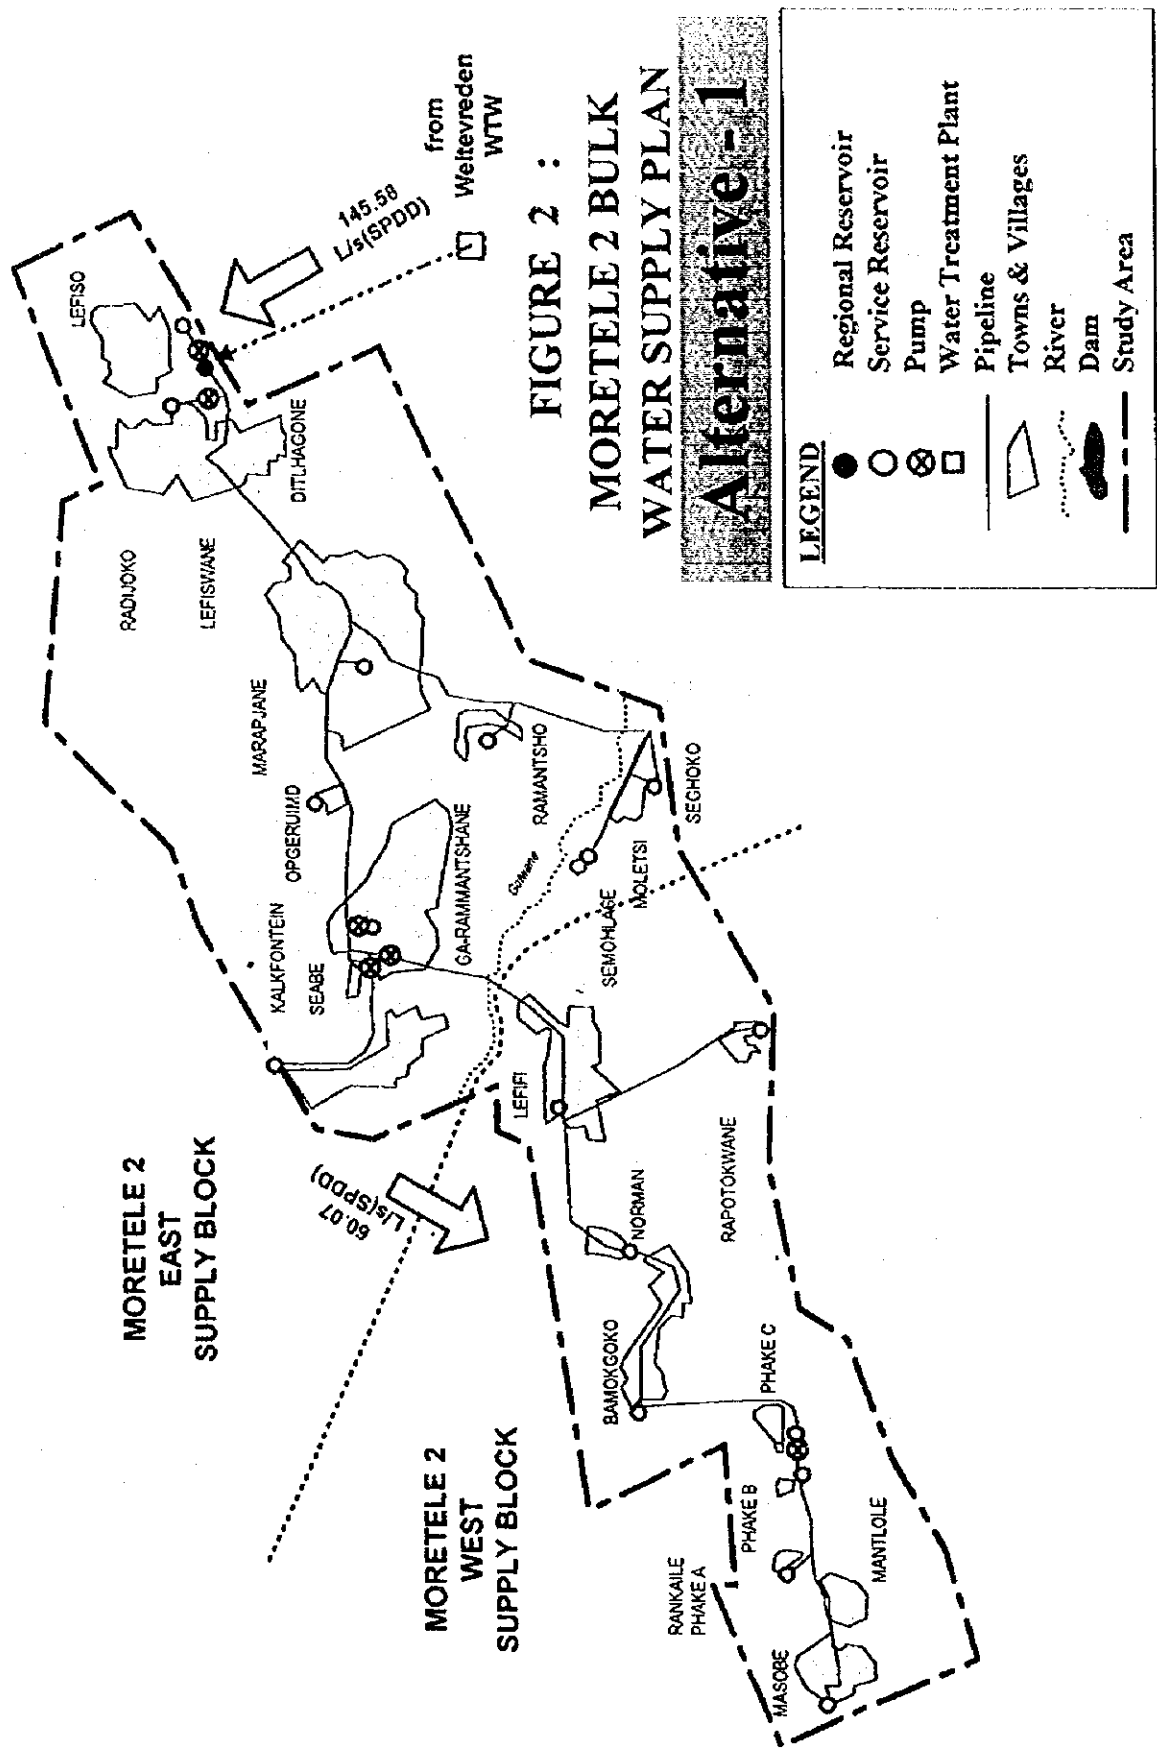 FIGURE 2 :
MORETELE 2 BULK
WATER SUPPLY PLAN
Alternative - 1
LEGEND
Regional Reservoir
Service Reservoir
Pump
Water Treatment Plant
Pipeline
Towns & Villages
River
Dam
Study Area
MORETELE 2
EAST
SUPPLY BLOCK
MORETELE 2
WEST
SUPPLY BLOCK
145.58
L/s(SPDD)
from
Weltevreden
WTW
60.07
L/s(SPDD)
LEFISO
RADIJOKO
LEFISWANE
DITLHAGONE
MARAPJANE
OPGERUIMD
KALKFONTEIN
SEABE
GA-RAMMANTSHANE
RAMANTSHO
SEGHOKO
MOLETSI
SEMOHLAGE
LEFIFI
NORMAN
RAPOTOKWANE
BAMOKGOKO
PHAKE C
PHAKE B
RANKAILE
PHAKE A
MANTLOLE
MASOBE